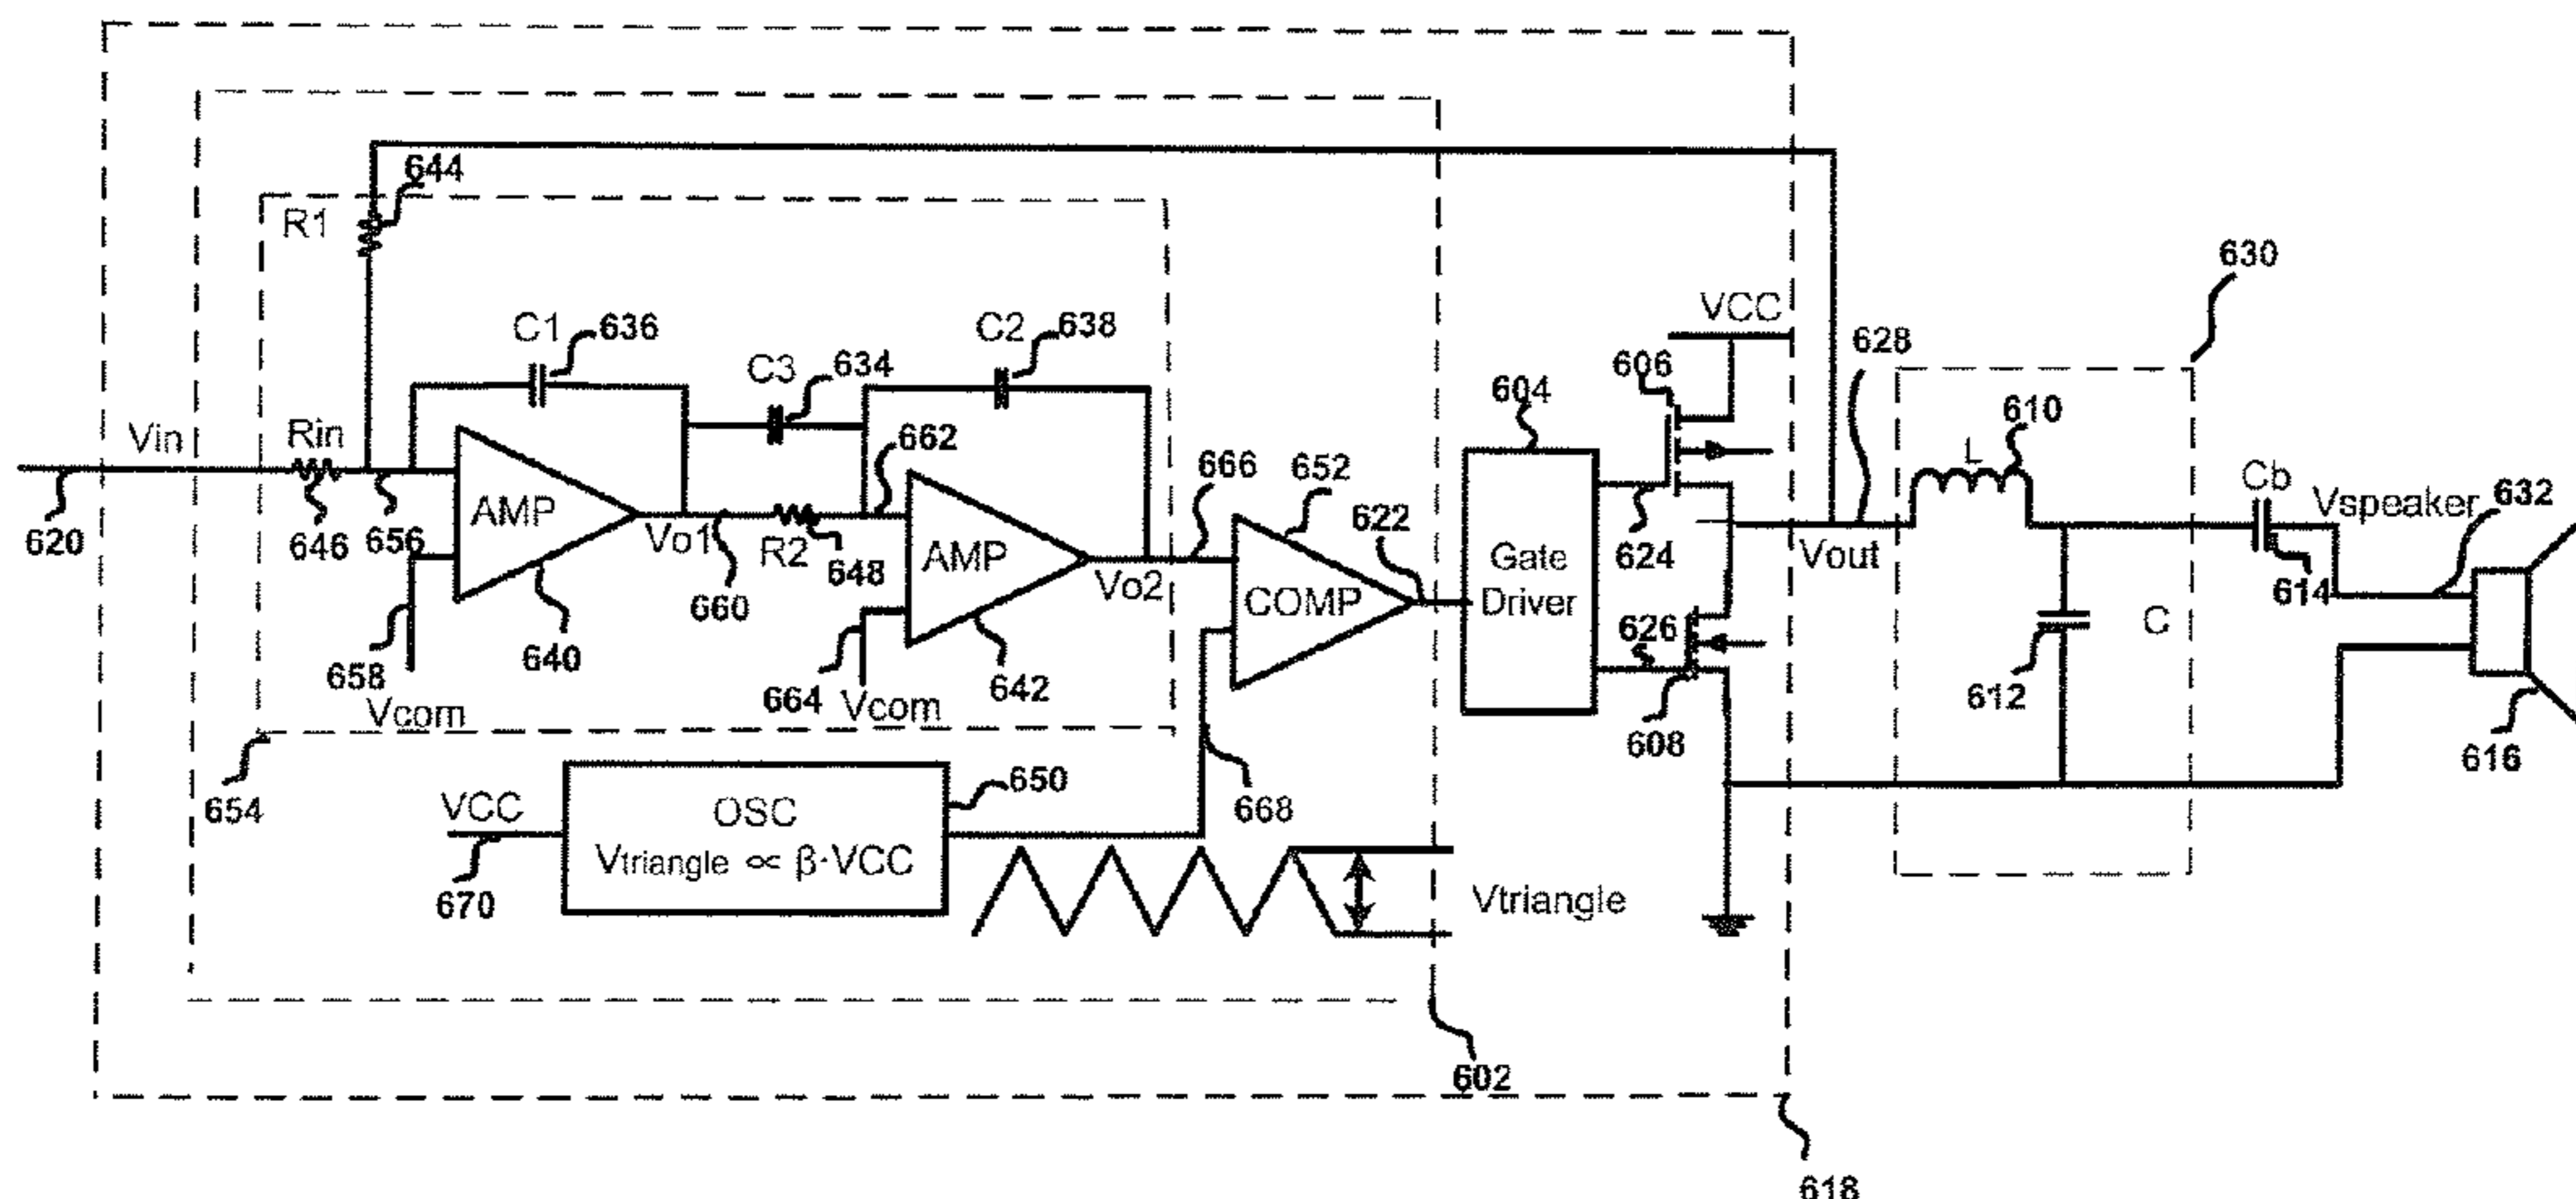 644
R1
630
C1 636
C2 638
C3 634
VCC
606
628
604
Vin
Rin
662
666
652
622
L 610
Cb
Vspeaker 632
620
646
656
AMP
Vo1
660
R2
648
AMP
Vo2
COMP
Gate
Driver
624
Vout
614
658
Vcom
640
664
Vcom
642
626
608
612
C
616
654
VCC
670
OSC
Vtriangle ∝ β·VCC
650
668
Vtriangle
602
618